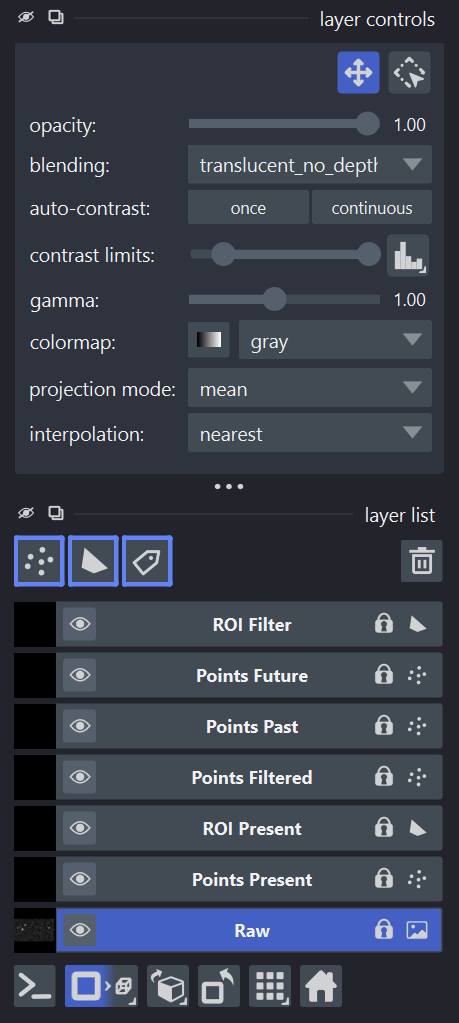 layer controls
opacity: 1.00
blending: translucent_no_depth
auto-contrast: once continuous
contrast limits:
gamma: 1.00
colormap: gray
projection mode: mean
interpolation: nearest
layer list
ROI Filter
Points Future
Points Past
Points Filtered
ROI Present
Points Present
Raw